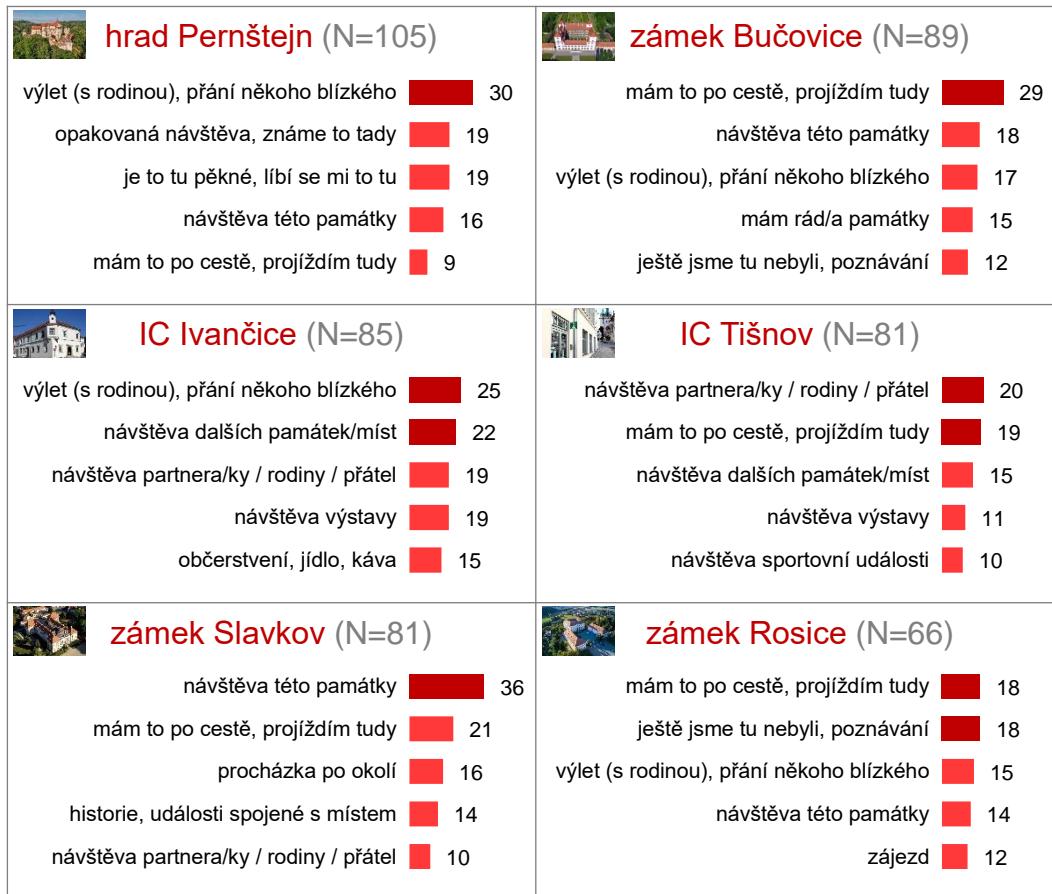 hrad Pernštejn (N=105)
výlet (s rodinou), přání někoho blízkého 30
opakovaná návštěva, známe to tady 19
je to tu pěkné, líbí se mi to tu 19
návštěva této památky 16
mám to po cestě, projíždím tudy 9
zámek Bučovice (N=89)
mám to po cestě, projíždím tudy 29
návštěva této památky 18
výlet (s rodinou), přání někoho blízkého 17
mám rád/a památky 15
ještě jsme tu nebyli, poznávání 12
IC Ivančice (N=85)
výlet (s rodinou), přání někoho blízkého 25
návštěva dalších památek/míst 22
návštěva partnera/ky / rodiny / přátel 19
návštěva výstavy 19
občerstvení, jídlo, káva 15
IC Tišnov (N=81)
návštěva partnera/ky / rodiny / přátel 20
mám to po cestě, projíždím tudy 19
návštěva dalších památek/míst 15
návštěva výstavy 11
návštěva sportovní události 10
zámek Slavkov (N=81)
návštěva této památky 36
mám to po cestě, projíždím tudy 21
procházka po okolí 16
historie, události spojené s místem 14
návštěva partnera/ky / rodiny / přátel 10
zámek Rosice (N=66)
mám to po cestě, projíždím tudy 18
ještě jsme tu nebyli, poznávání 18
výlet (s rodinou), přání někoho blízkého 15
návštěva této památky 14
zájezd 12